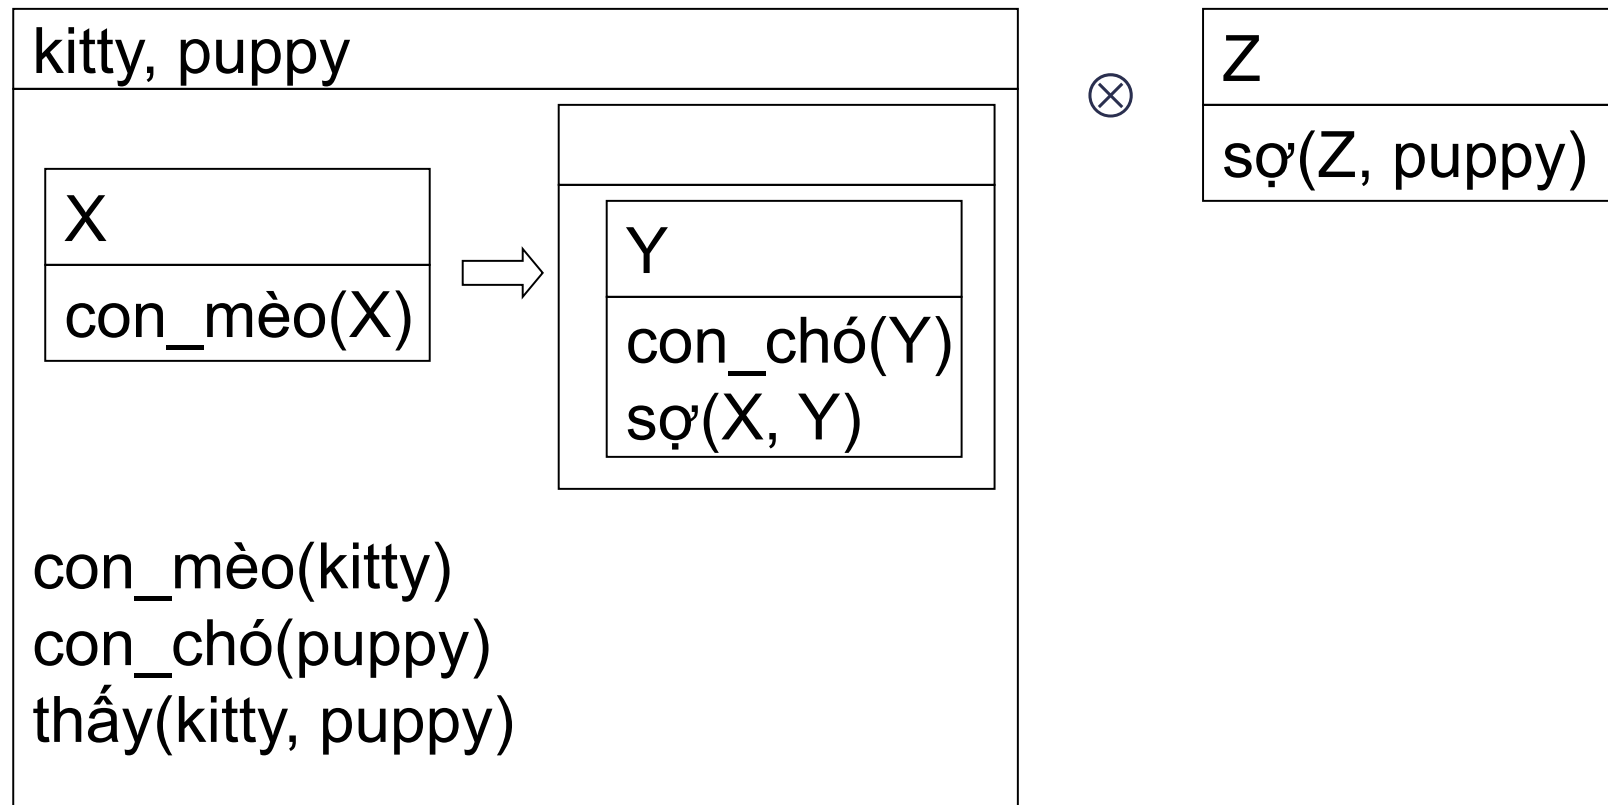 kitty, puppy
X
con_mèo(X)
Y
con_chó(Y)
sợ(X, Y)
con_mèo(kitty)
con_chó(puppy)
thấy(kitty, puppy)
Z
sợ(Z, puppy)